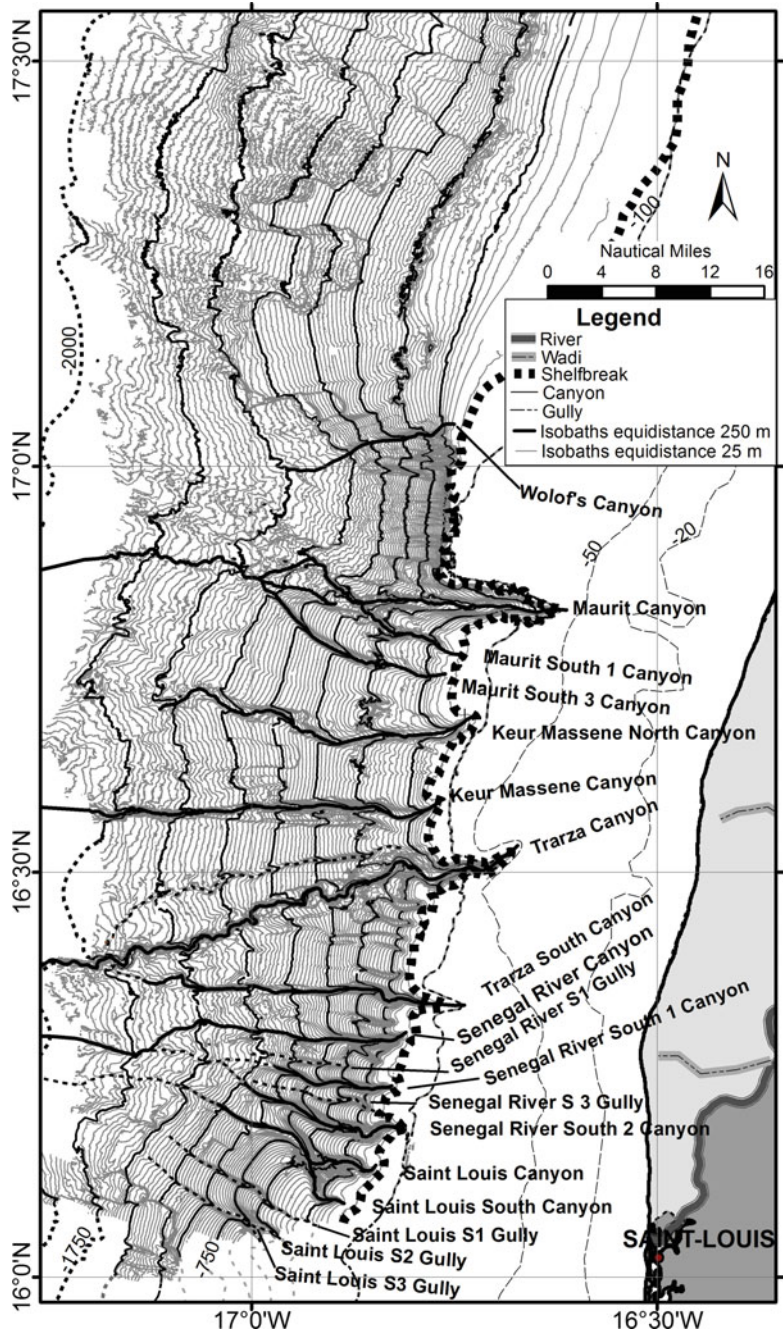 17°30'N
N
-100
Nautical Miles
0 4 8 12 16
Legend
River
Wadi
Shelfbreak
Canyon
Gully
Isobaths equidistance 250 m
Isobaths equidistance 25 m
-2000
17°0'N
Wolof's Canyon
-50
-20
Maurit Canyon
Maurit South 1 Canyon
Maurit South 3 Canyon
Keur Massene North Canyon
Keur Massene Canyon
Trarza Canyon
16°30'N
Trarza South Canyon
Senegal River Canyon
Senegal River S1 Gully
Senegal River South 1 Canyon
Senegal River S 3 Gully
Senegal River South 2 Canyon
Saint Louis Canyon
Saint Louis South Canyon
Saint Louis S1 Gully
Saint Louis S2 Gully
Saint Louis S3 Gully
-1750
-750
SAINT-LOUIS
16°0'N
17°0'W
16°30'W